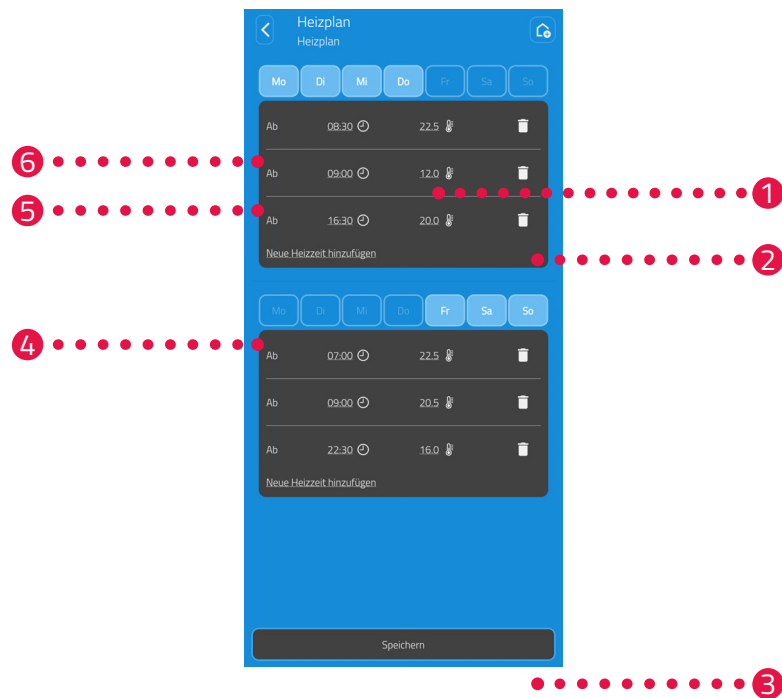 Heizplan
Heizplan
Mo Di Mi Do Fr Sa So
Ab 08:30 22.5
6
Ab 09:00 12.0
1
5
Ab 16:30 20.0
Neue Heizzeit hinzufügen
2
Mo Di Mi Do Fr Sa So
4
Ab 07:00 22.5
Ab 09:00 20.5
Ab 22:30 16.0
Neue Heizzeit hinzufügen
Speichern
3